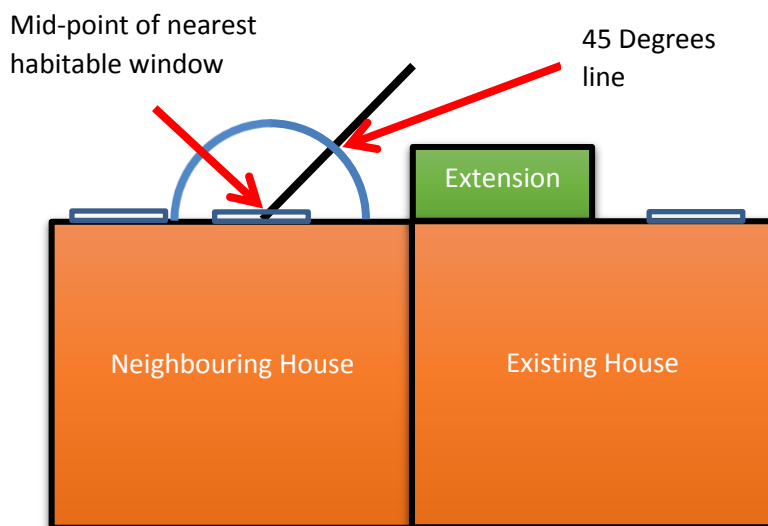 Mid-point of nearest
habitable window
45 Degrees
line
Extension
Neighbouring House
Existing House